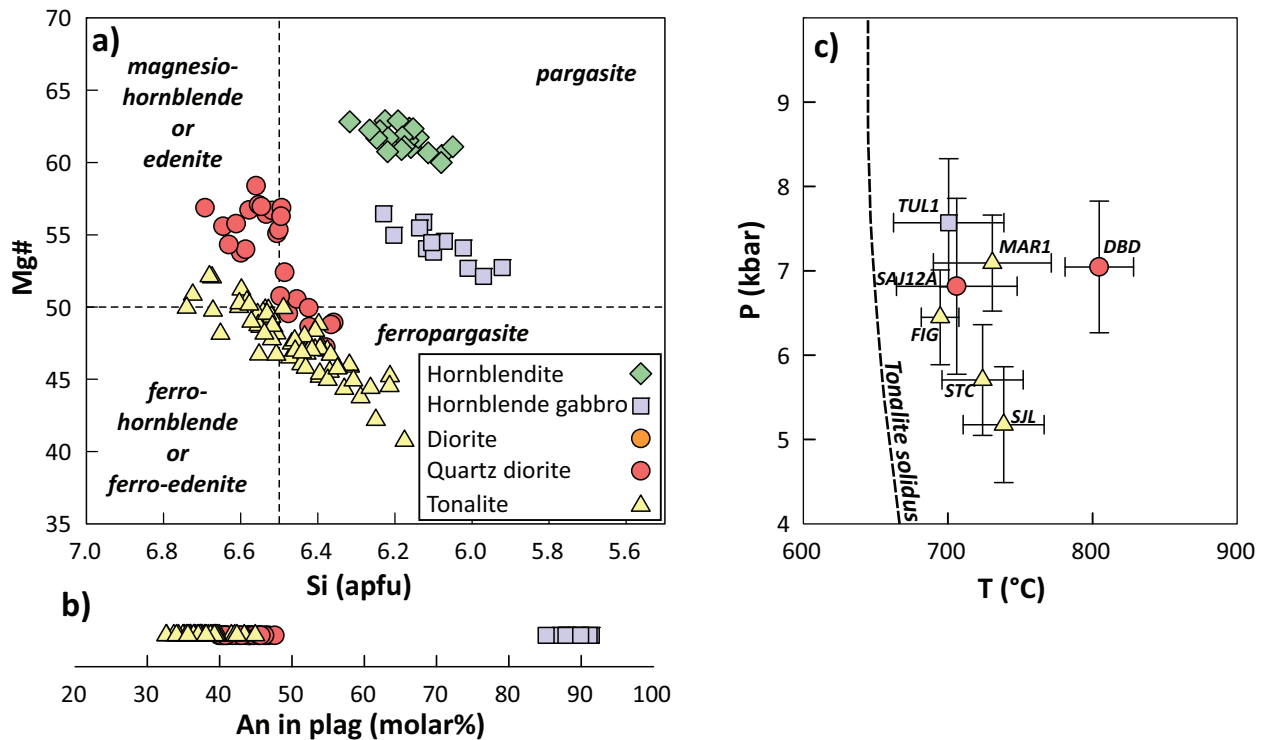 a)
70
65
60
55
50
45
40
35
Mg#
magnesio-
hornblende
or
edenite
pargasite
ferropargasite
ferro-
hornblende
or
ferro-edenite
Hornblendite
Hornblende gabbro
Diorite
Quartz diorite
Tonalite
7.0 6.8 6.6 6.4 6.2 6.0 5.8 5.6
Si (apfu)
b)
20 30 40 50 60 70 80 90 100
An in plag (molar%)
c)
9
8
7
6
5
4
P (kbar)
TUL1
MAR1
DBD
SAJ12A
FIG
STC
SJL
Tonalite solidus
600 700 800 900
T (°C)